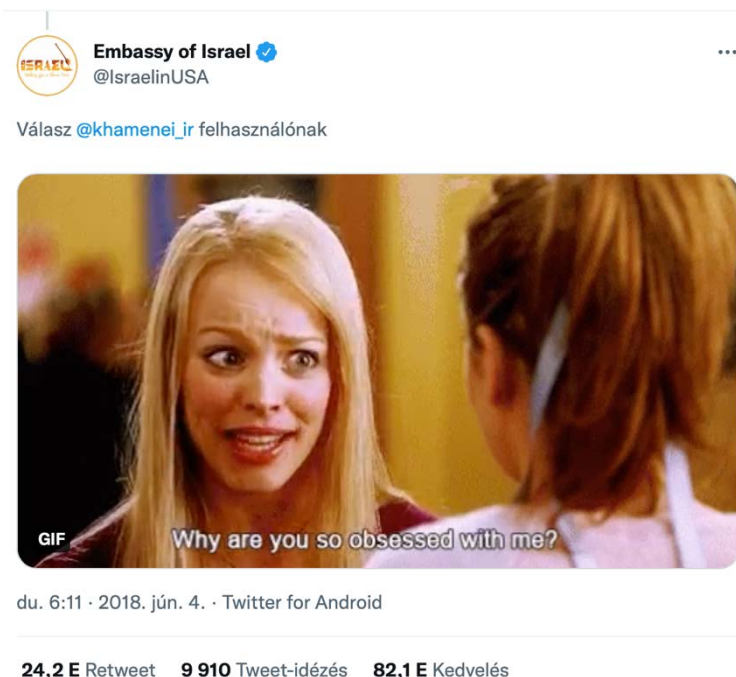 ISRAEL
Embassy of Israel
@IsraelinUSA
Válasz @khamenei_ir felhasználónak
GIF
Why are you so obsessed with me?
du. 6:11 · 2018. jún. 4. · Twitter for Android
24,2 E Retweet 9 910 Tweet-idézés 82,1 E Kedvelés